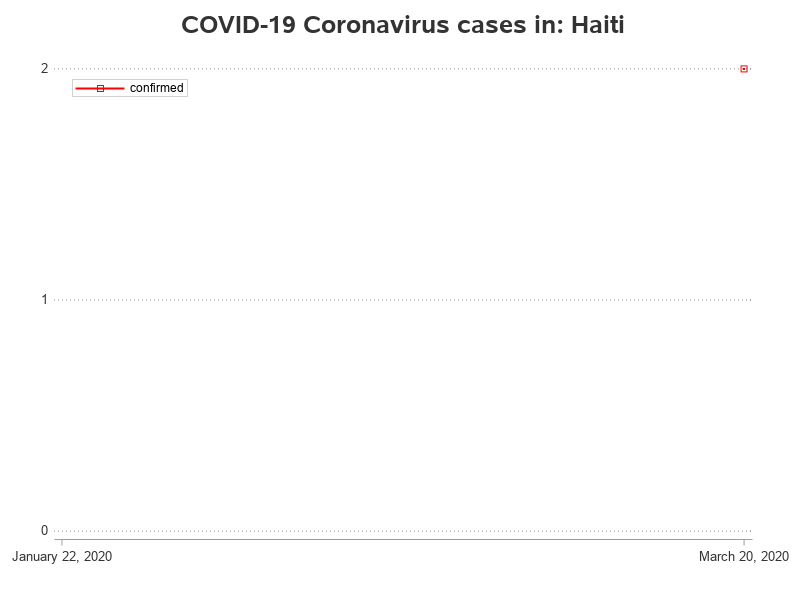 COVID-19 Coronavirus cases in: Haiti
2
confirmed
1
0
January 22, 2020
March 20, 2020